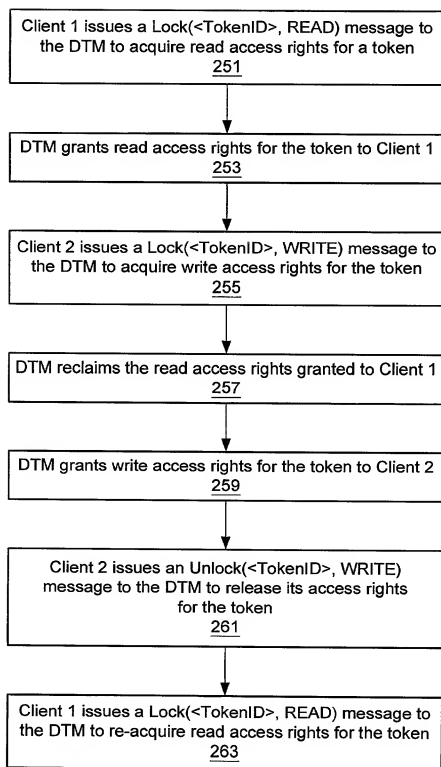 Client 1 issues a Lock(<TokenID>, READ) message to
the DTM to acquire read access rights for a token
251
DTM grants read access rights for the token to Client 1
253
Client 2 issues a Lock(<TokenID>, WRITE) message to
the DTM to acquire write access rights for the token
255
DTM reclaims the read access rights granted to Client 1
257
DTM grants write access rights for the token to Client 2
259
Client 2 issues an Unlock(<TokenID>, WRITE)
message to the DTM to release its access rights
for the token
261
Client 1 issues a Lock(<TokenID>, READ) message to
the DTM to re-acquire read access rights for the token
263